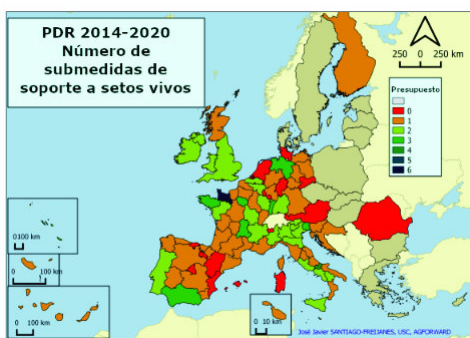 PDR 2014-2020
Número de
submedidas de
soporte a setos vivos
250 0 250 km
Presupuesto
0
1
2
3
4
5
6
0100 km
0 100 km
0 100 km
0 10 km
José Javier SANTIAGO-FREIJANES, USC, AGFORWARD